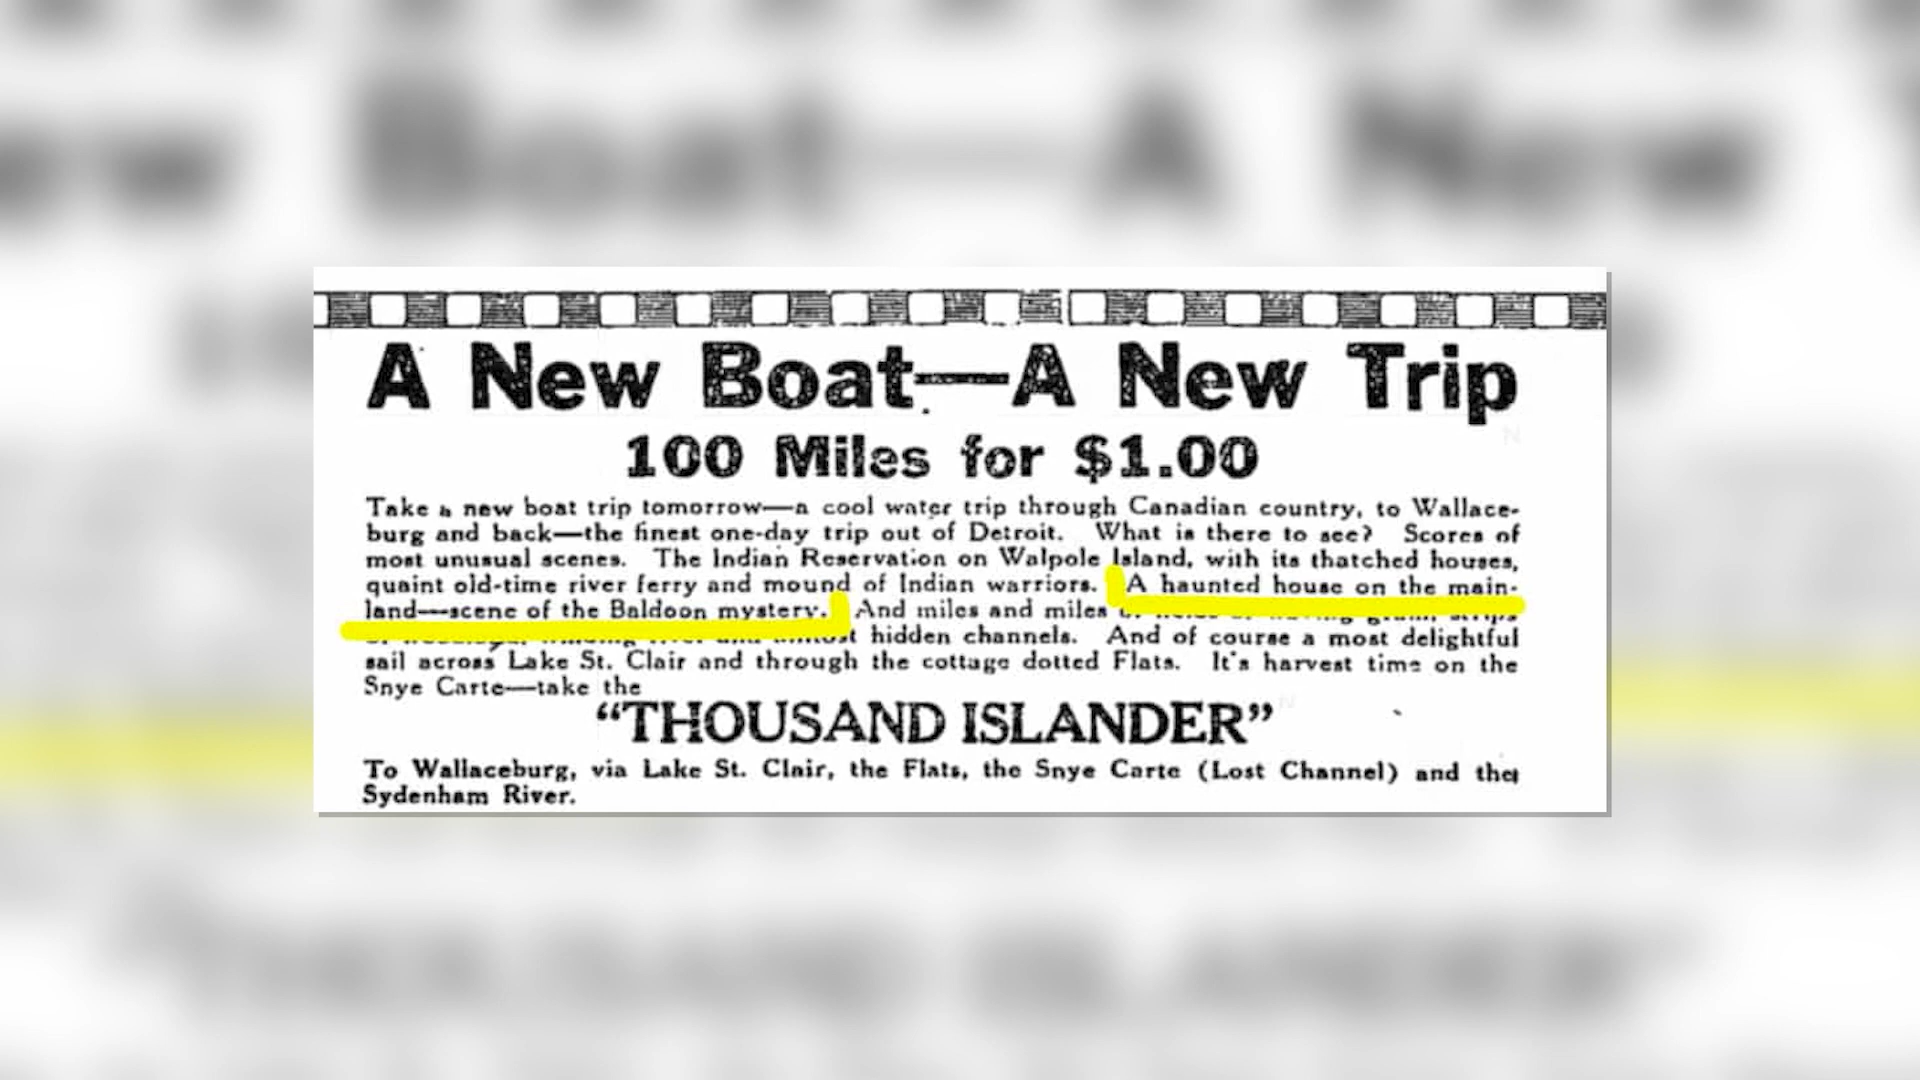 A New Boat—A New Trip
100 Miles for $1.00
Take a new boat trip tomorrow—a cool water trip through Canadian country, to Wallace-
burg and back—the finest one-day trip out of Detroit. What is there to see? Scores of
most unusual scenes. The Indian Reservation on Walpole Island, with its thatched houses,
quaint old-time river ferry and mound of Indian warriors. A haunted house on the main-
land—scene of the Baldoon mystery. And miles and miles
hidden channels. And of course a most delightful
sail across Lake St. Clair and through the cottage dotted Flats. It's harvest time on the
Snye Carte—take the
“THOUSAND ISLANDER”
To Wallaceburg, via Lake St. Clair, the Flats, the Snye Carte (Lost Channel) and the
Sydenham River.